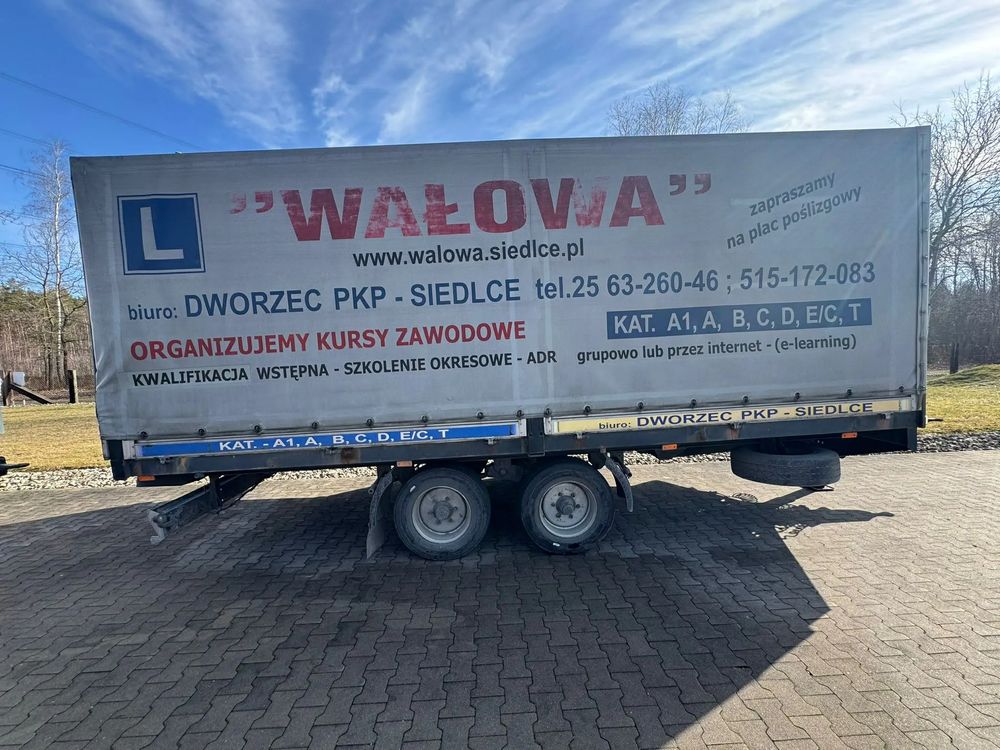 L
"WAŁOWA"
zapraszamy
na plac poślizgowy
www.walowa.siedlce.pl
biuro: DWORZEC PKP - SIEDLCE tel.25 63-260-46 ; 515-172-083
ORGANIZUJEMY KURSY ZAWODOWE
KAT. A1, A, B, C, D, E/C, T
KWALIFIKACJA WSTĘPNA - SZKOLENIE OKRESOWE - ADR grupowo lub przez internet - (e-learning)
KAT. - A1, A, B, C, D, E/C, T
biuro: DWORZEC PKP - SIEDLCE